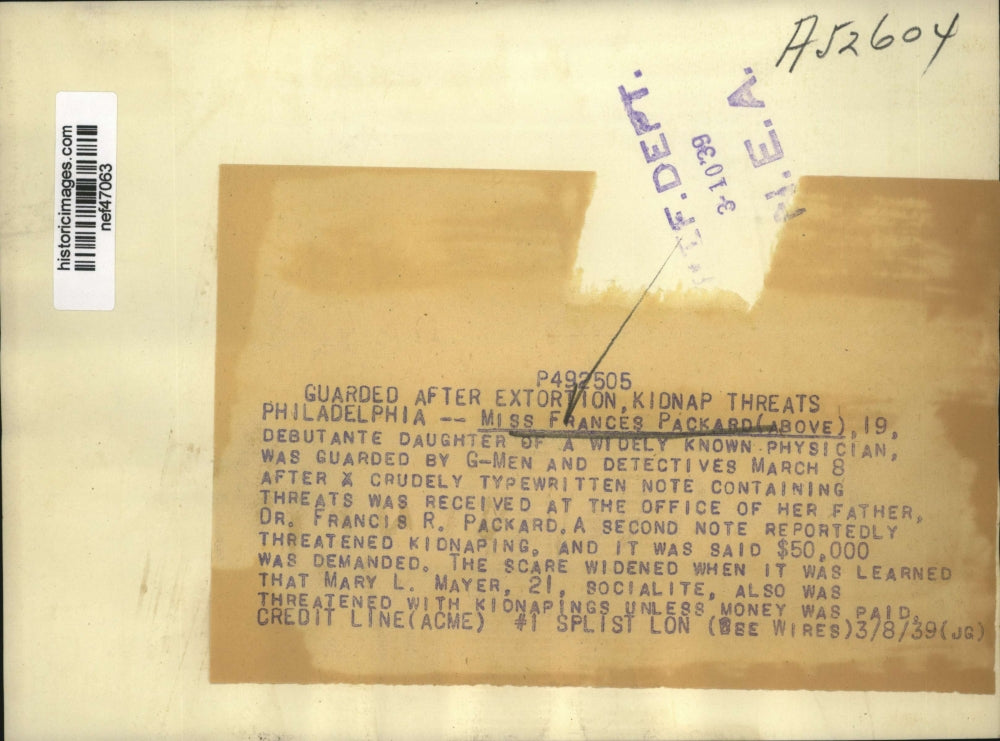 A52604
REF. DEPT.
3-10 39
N.E.A.
historicimages.com
nef47063
P492505
GUARDED AFTER EXTORTION, KIDNAP THREATS
PHILADELPHIA -- MISS FRANCES PACKARD(ABOVE), 19,
DEBUTANTE DAUGHTER OF A WIDELY KNOWN PHYSICIAN,
WAS GUARDED BY G-MEN AND DETECTIVES MARCH 8
AFTER A CRUDELY TYPEWRITTEN NOTE CONTAINING
THREATS WAS RECEIVED AT THE OFFICE OF HER FATHER,
DR. FRANCIS R. PACKARD. A SECOND NOTE REPORTEDLY
THREATENED KIDNAPING, AND IT WAS SAID $50,000
WAS DEMANDED. THE SCARE WIDENED WHEN IT WAS LEARNED
THAT MARY L. MAYER, 21, SOCIALITE, ALSO WAS
THREATENED WITH KIDNAPINGS UNLESS MONEY WAS PAID.
CREDIT LINE(ACME) #1 SPLIST LON (SEE WIRES)3/8/39(JG)